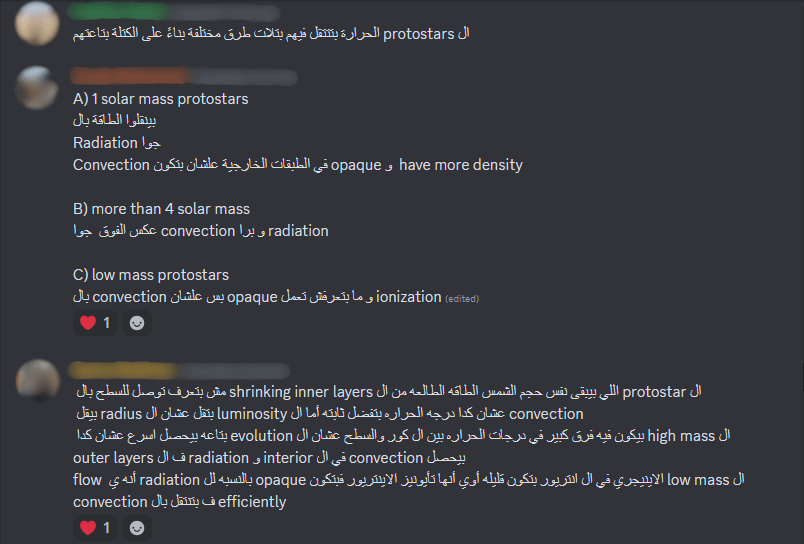 ال protostars الحرارة بتتنقل فيهم بتلات طرق مختلفة بناءً على الكتلة بتاعتهم
A) 1 solar mass protostars
بينقلوا الطاقة بال
Radiation جوا
Convection في الطبقات الخارجية علشان بتكون opaque و have more density
B) more than 4 solar mass
عكس الفوق جوا convection و برا radiation
C) low mass protostars
بال convection بس علشان opaque و ما بتعرفش تعمل ionization (edited)
1
ال protostar اللي بيبقى نفس حجم الشمس الطاقه الطالعه من ال shrinking inner layers مش بتعرف توصل للسطح بال
convection عشان كدا درجه الحراره بتفضل ثابته أما ال luminosity بتقل عشان ال radius بيقل
ال high mass بيكون فيه فرق كبير في درجات الحراره بين ال كور والسطح عشان ال evolution بتاعه بيحصل اسرع عشان كدا
بيحصل convection في ال interior و radiation ف ال outer layers
ال low mass الاينيجري في ال انتريور بتكون قليله أوي أنها تأيونيز الاينتريور فبتكون opaque بالنسبه لل radiation أنه ي flow
efficiently ف بتتنقل بال convection
1